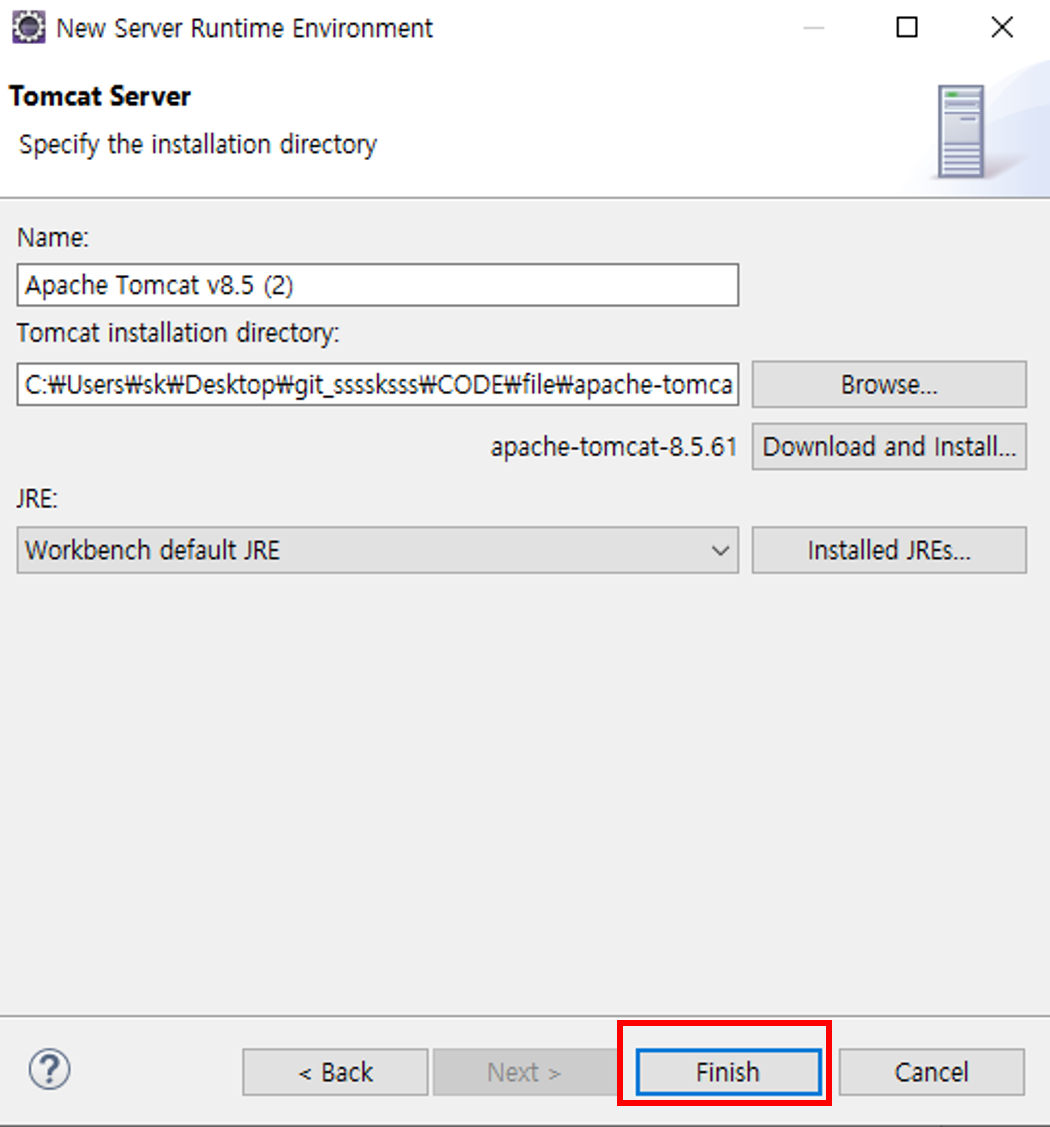 New Server Runtime Environment
Tomcat Server
Specify the installation directory
Name:
Apache Tomcat v8.5 (2)
Tomcat installation directory:
C:₩Users₩sk₩Desktop₩git_ssssksss₩CODE₩file₩apache-tomca
Browse...
apache-tomcat-8.5.61
Download and Install...
JRE:
Workbench default JRE
Installed JREs...
?
< Back
Next >
Finish
Cancel